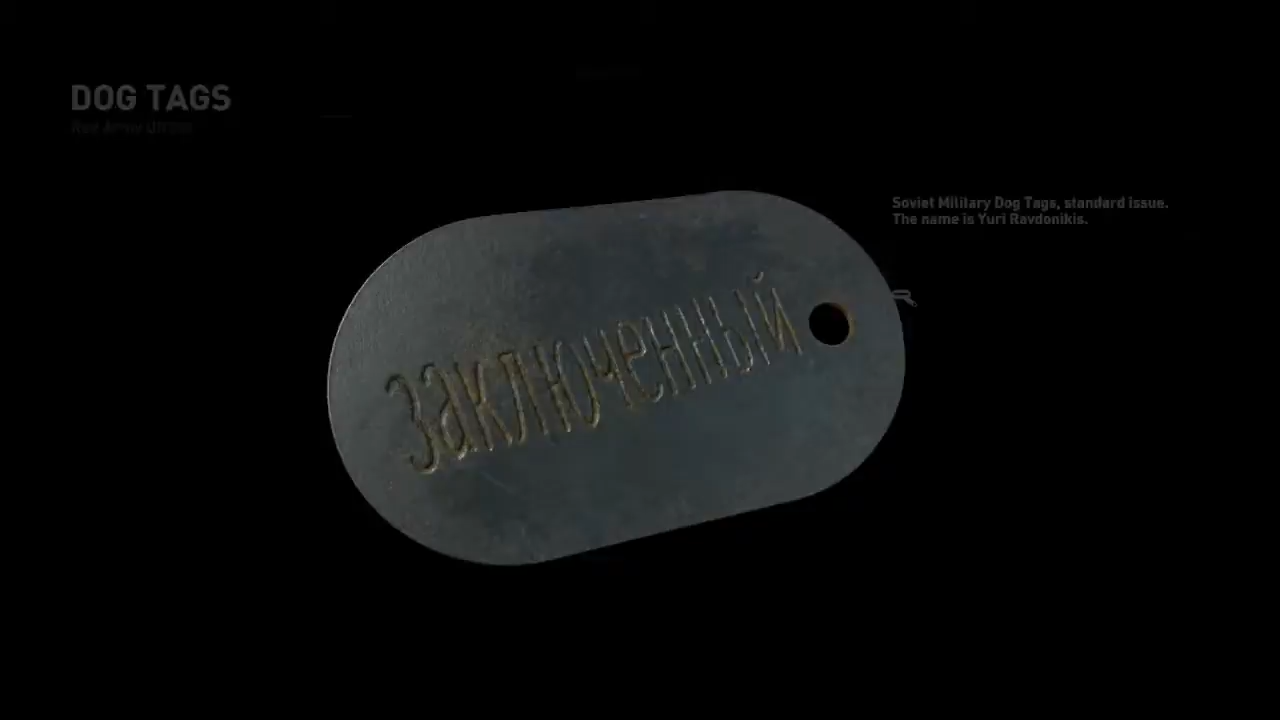 DOG TAGS
Soviet Military Dog Tags, standard issue.
The name is Yuri Ravdonikis.
заключенный